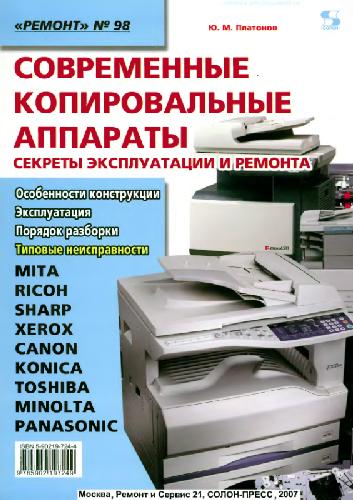 «РЕМОНТ» № 98
Ю. М. Платонов
СОВРЕМЕННЫЕ
КОПИРОВАЛЬНЫЕ
АППАРАТЫ
СЕКРЕТЫ ЭКСПЛУАТАЦИИ И РЕМОНТА
Особенности конструкции
Эксплуатация
Порядок разборки
Типовые неисправности
MITA
RICOH
SHARP
XEROX
CANON
KONICA
TOSHIBA
MINOLTA
PANASONIC
Москва, Ремонт и Сервис 21, СОЛОН-ПРЕСС, 2007